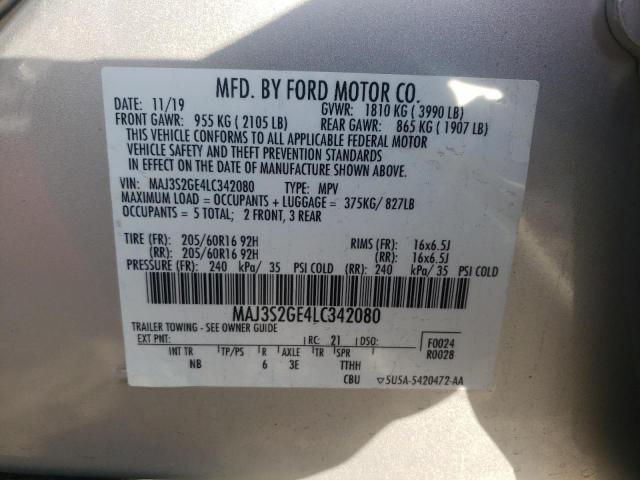 MFD. BY FORD MOTOR CO.
DATE: 11/19 GVWR: 1810 KG ( 3990 LB)
FRONT GAWR: 955 KG ( 2105 LB) REAR GAWR: 865 KG ( 1907 LB)
THIS VEHICLE CONFORMS TO ALL APPLICABLE FEDERAL MOTOR
VEHICLE SAFETY AND THEFT PREVENTION STANDARDS
IN EFFECT ON THE DATE OF MANUFACTURE SHOWN ABOVE.
VIN: MAJ3S2GE4LC342080 TYPE: MPV
MAXIMUM LOAD = OCCUPANTS + LUGGAGE = 375KG/ 827LB
OCCUPANTS = 5 TOTAL; 2 FRONT, 3 REAR
TIRE (FR): 205/60R16 92H RIMS (FR): 16x6.5J
(RR): 205/60R16 92H (RR): 16x6.5J
PRESSURE (FR): 240 kPa/ 35 PSI COLD (RR): 240 kPa/ 35 PSI COLD
MAJ3S2GE4LC342080
TRAILER TOWING - SEE OWNER GUIDE
EXT PNT: RC: 21 DSO: F0024
R0028
INT TR TP/PS R AXLE TR SPR
NB 6 3E TTHH
CBU ▽5U5A-5420472-AA